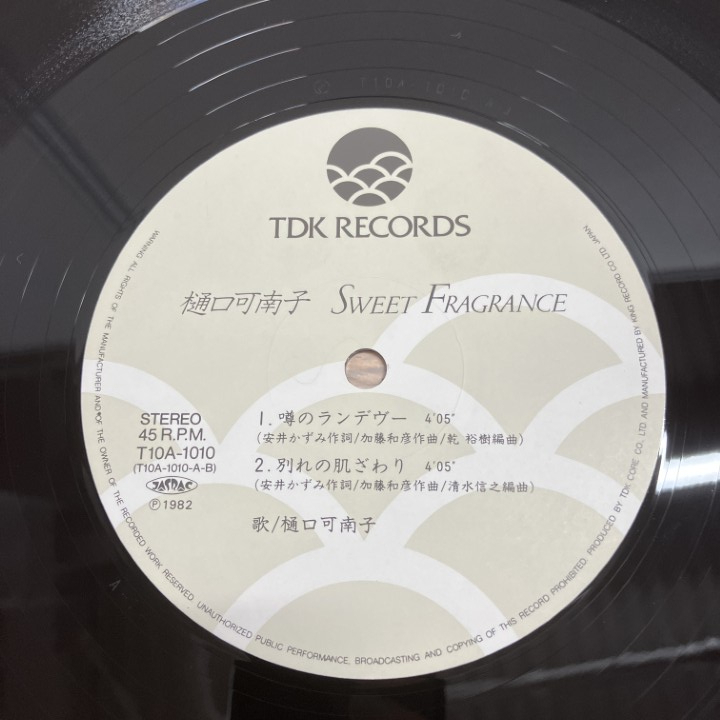 T10A-1010
TDK RECORDS
樋口可南子 SWEET FRAGRANCE
STEREO
45 R.P.M.
T10A-1010
(T10A-1010-A-B)
JASRAC
Ⓟ1982
1. 噂のランデヴー 4'05"
(安井かずみ作詞/加藤和彦作曲/乾 裕樹編曲)
2. 別れの肌ざわり 4'05"
(安井かずみ作詞/加藤和彦作曲/清水信之編曲)
歌/樋口可南子
A
WARNING: ALL RIGHTS OF THE MANUFACTURER AND OF THE OWNER OF THE RECORDED WORK RESERVED. UNAUTHORIZED PUBLIC PERFORMANCE, BROADCASTING AND COPYING OF THIS RECORD PROHIBITED. PRODUCED BY TDK CORE CO., LTD. AND MANUFACTURED BY KING RECORD CO., LTD. JAPAN